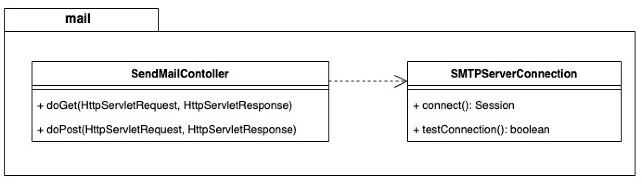 mail
SendMailContoller
+ doGet(HttpServletRequest, HttpServletResponse)
+ doPost(HttpServletRequest, HttpServletResponse)
SMTPServerConnection
+ connect(): Session
+ testConnection(): boolean